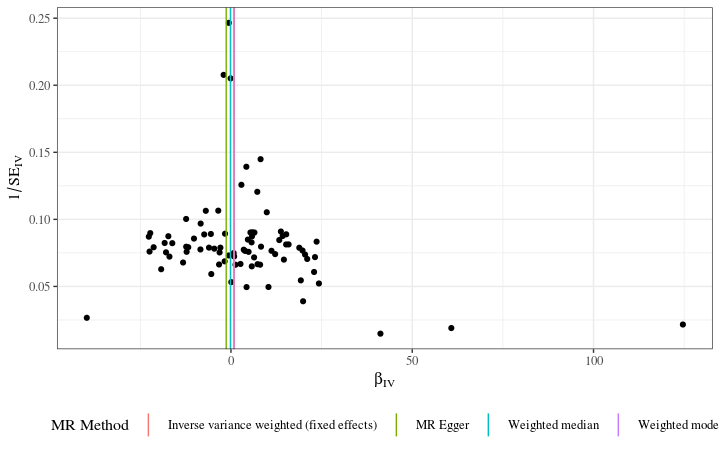 0.25
0.20
0.15
0.10
0.05
1/SE_IV
0
50
100
β_IV
MR Method
Inverse variance weighted (fixed effects)
MR Egger
Weighted median
Weighted mode